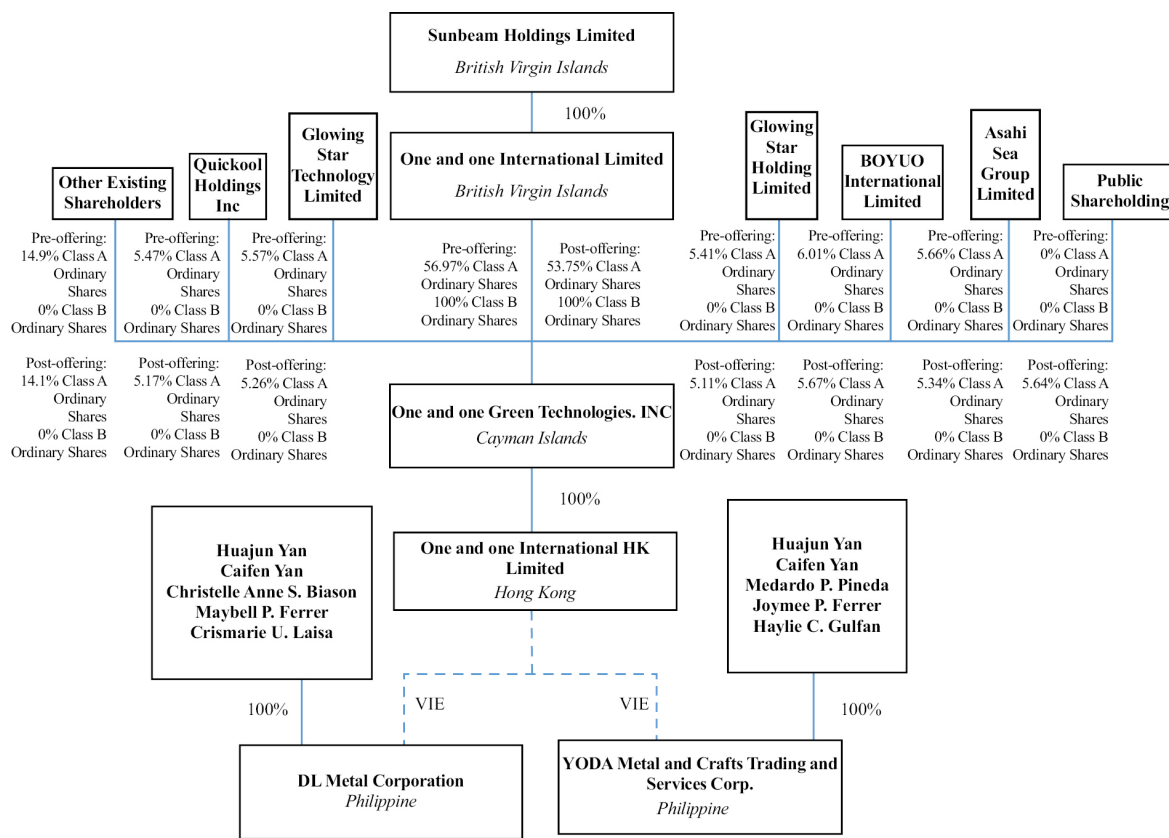 Sunbeam Holdings Limited
British Virgin Islands
100%
One and one International Limited
British Virgin Islands
Other Existing
Shareholders
Quickool
Holdings
Inc
Glowing
Star
Technology
Limited
Glowing
Star
Holding
Limited
BOYUO
International
Limited
Asahi
Sea
Group
Limited
Public
Shareholding
Pre-offering:
14.9% Class A
Ordinary
Shares
0% Class B
Ordinary Shares
Pre-offering:
5.47% Class A
Ordinary
Shares
0% Class B
Ordinary Shares
Pre-offering:
5.57% Class A
Ordinary
Shares
0% Class B
Ordinary Shares
Pre-offering:
56.97% Class A
Ordinary Shares
100% Class B
Ordinary Shares
Post-offering:
53.75% Class A
Ordinary Shares
100% Class B
Ordinary Shares
Pre-offering:
5.41% Class A
Ordinary
Shares
0% Class B
Ordinary Shares
Pre-offering:
6.01% Class A
Ordinary
Shares
0% Class B
Ordinary Shares
Pre-offering:
5.66% Class A
Ordinary
Shares
0% Class B
Ordinary Shares
Pre-offering:
0% Class A
Ordinary
Shares
0% Class B
Ordinary Shares
Post-offering:
14.1% Class A
Ordinary
Shares
0% Class B
Ordinary Shares
Post-offering:
5.17% Class A
Ordinary
Shares
0% Class B
Ordinary Shares
Post-offering:
5.26% Class A
Ordinary
Shares
0% Class B
Ordinary Shares
One and one Green Technologies. INC
Cayman Islands
Post-offering:
5.11% Class A
Ordinary
Shares
0% Class B
Ordinary Shares
Post-offering:
5.67% Class A
Ordinary
Shares
0% Class B
Ordinary Shares
Post-offering:
5.34% Class A
Ordinary
Shares
0% Class B
Ordinary Shares
Post-offering:
5.64% Class A
Ordinary
Shares
0% Class B
Ordinary Shares
100%
Huajun Yan
Caifen Yan
Christelle Anne S. Biason
Maybell P. Ferrer
Crismarie U. Laisa
One and one International HK
Limited
Hong Kong
Huajun Yan
Caifen Yan
Medardo P. Pineda
Joymee P. Ferrer
Haylie C. Gulfan
100%
VIE
VIE
100%
DL Metal Corporation
Philippine
YODA Metal and Crafts Trading and
Services Corp.
Philippine